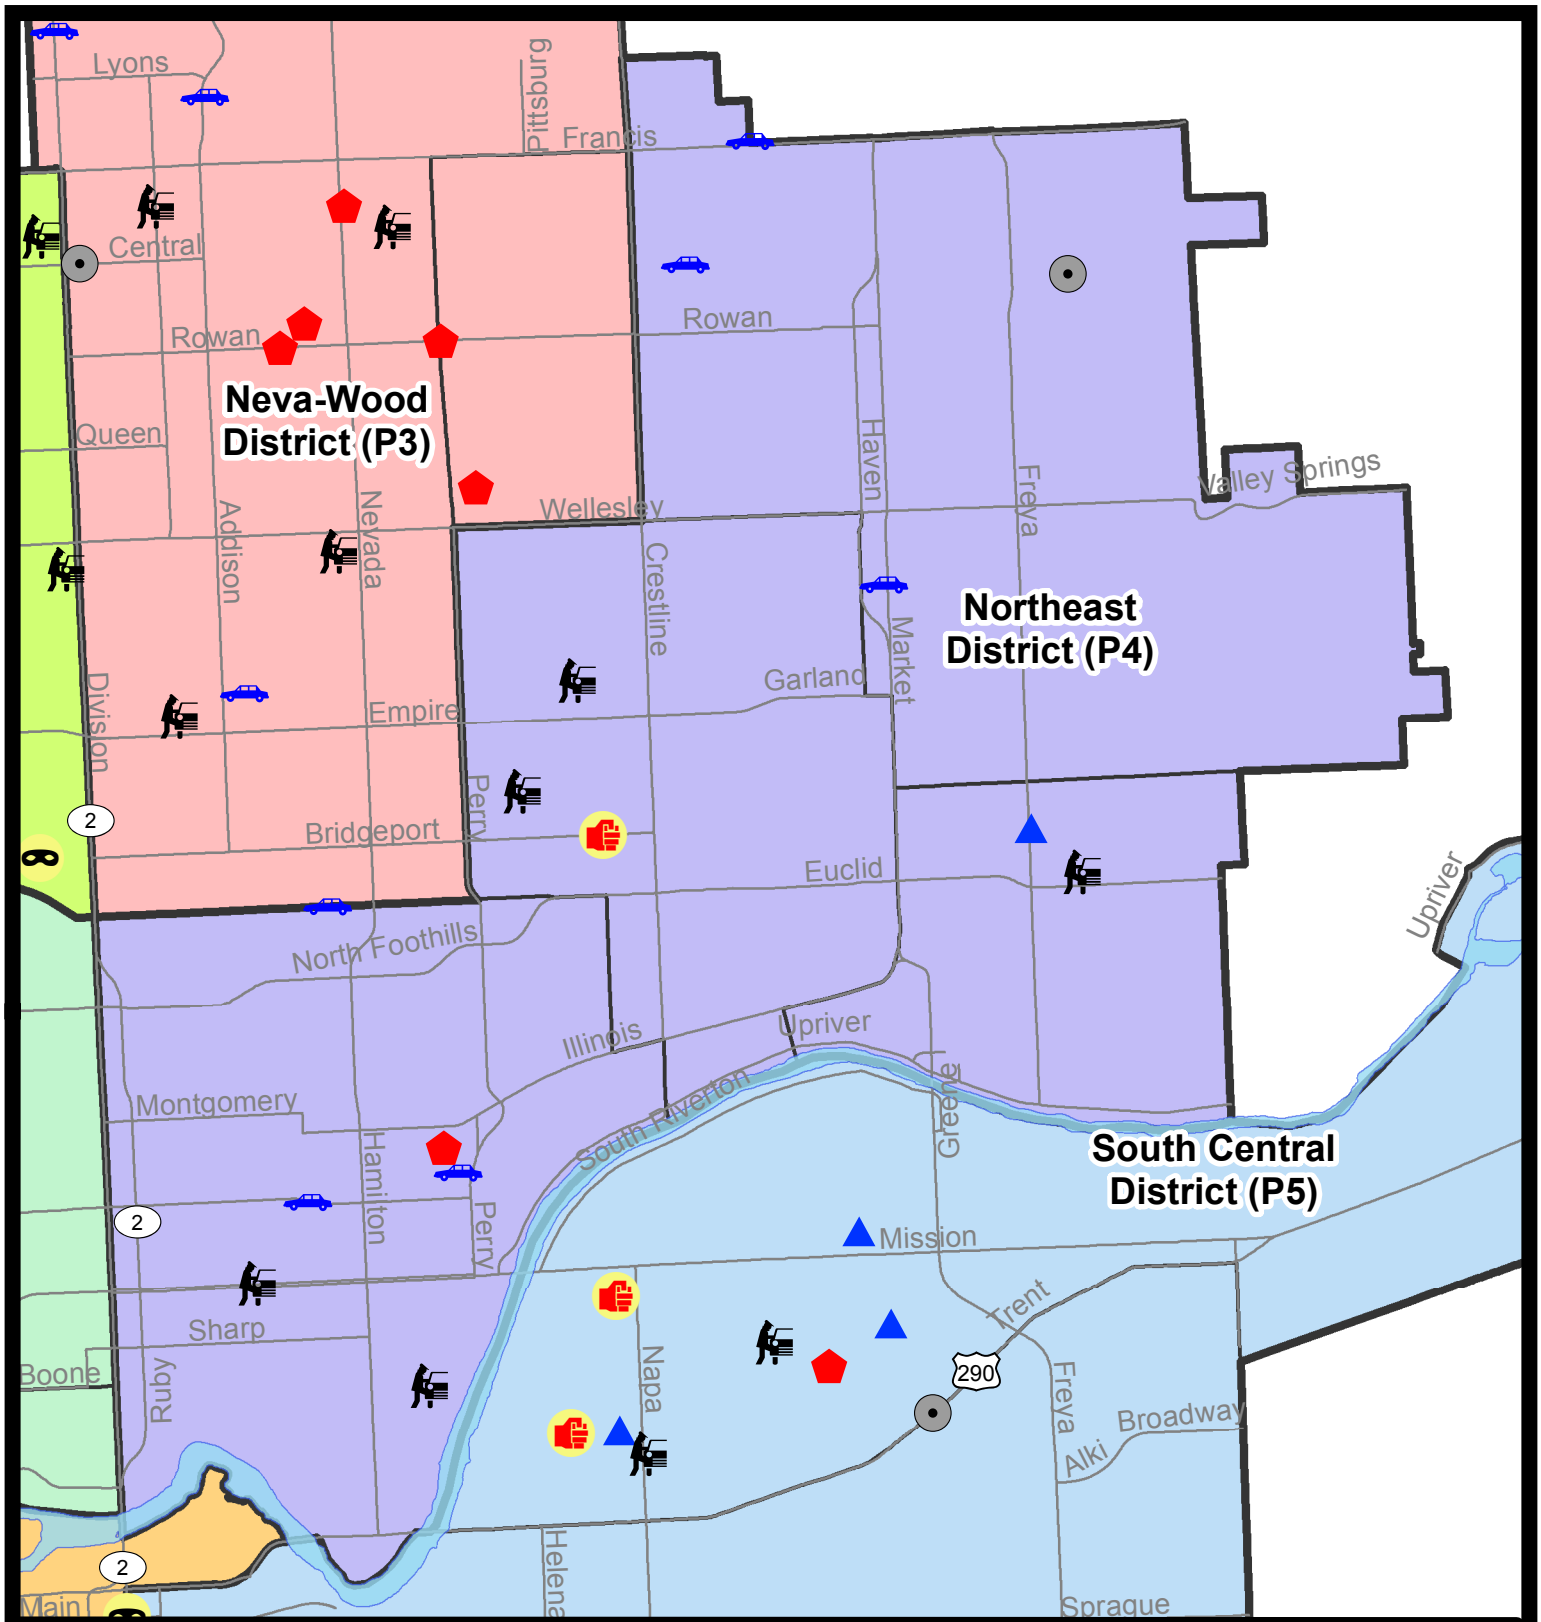 Lyons
Pittsburg
Francis
Central
Rowan
Rowan
Neva-Wood
District (P3)
Queen
Haven
Freya
Valley Springs
Addison
Nevada
Wellesley
Crestline
Northeast
District (P4)
Market
Garland
Division
Empire
Perry
2
Bridgeport
Euclid
Upriver
North Foothills
Illinois
Upriver
South Riverton
Greene
Montgomery
Hamilton
South Central
District (P5)
2
Perry
Mission
Trent
Sharp
Boone
Ruby
Napa
290
Freya
Broadway
Alki
2
Helena
Main
Sprague